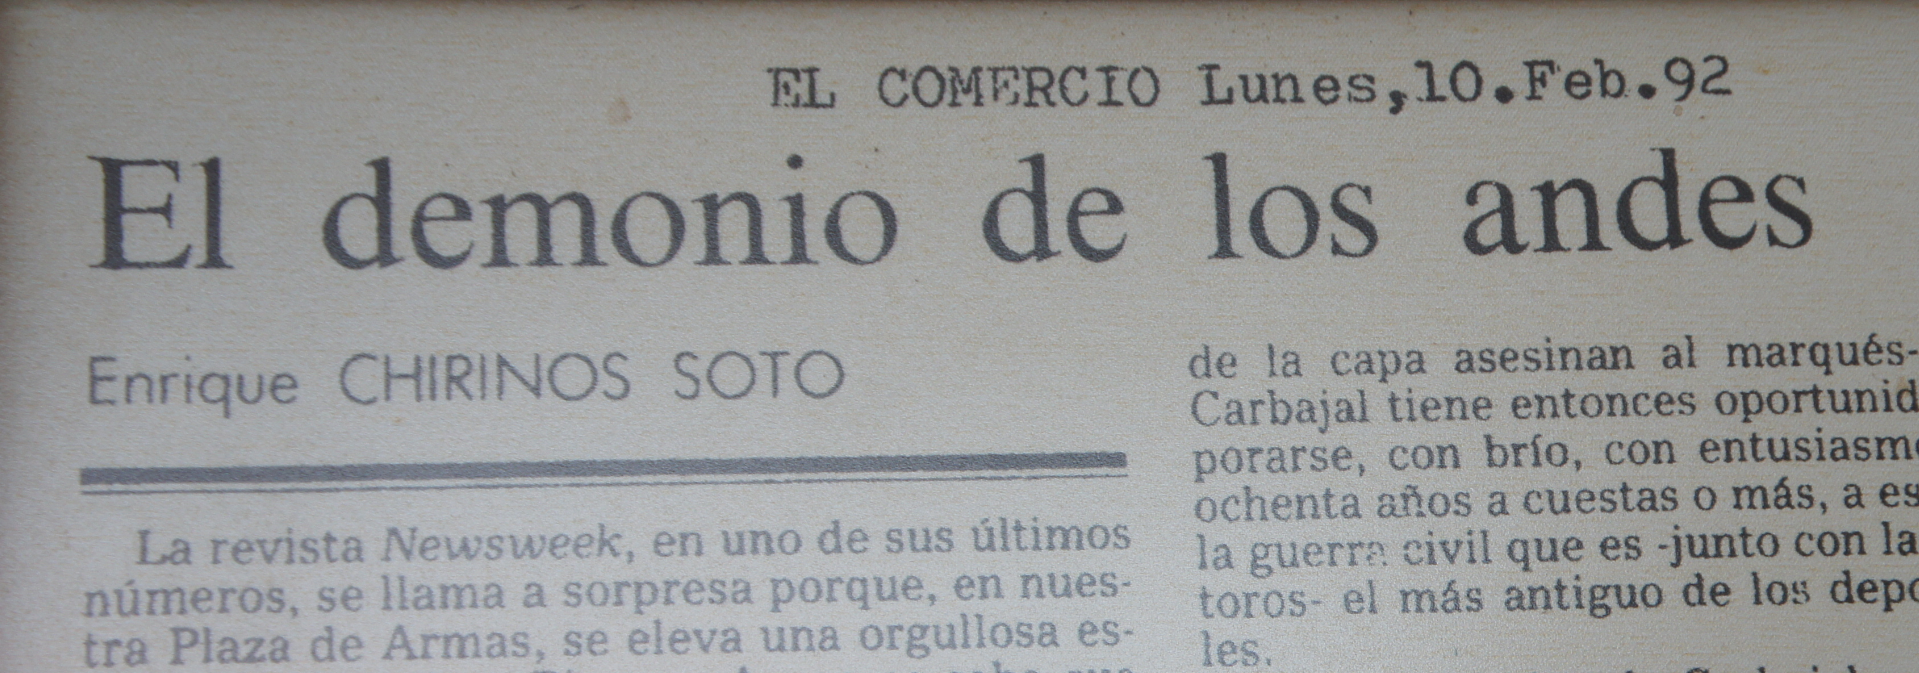 EL COMERCIO Lunes,10.Feb.92
El demonio de los andes
Enrique CHIRINOS SOTO
La revista Newsweek, en uno de sus últimos
números, se llama a sorpresa porque, en nues-
tra Plaza de Armas, se eleva una orgullosa es-
de la capa asesinan al marqués-
Carbajal tiene entonces oportunid
porarse, con brío, con entusiasm
ochenta años a cuestas o más, a es
la guerra civil que es -junto con la
toros- el más antiguo de los depo
les.